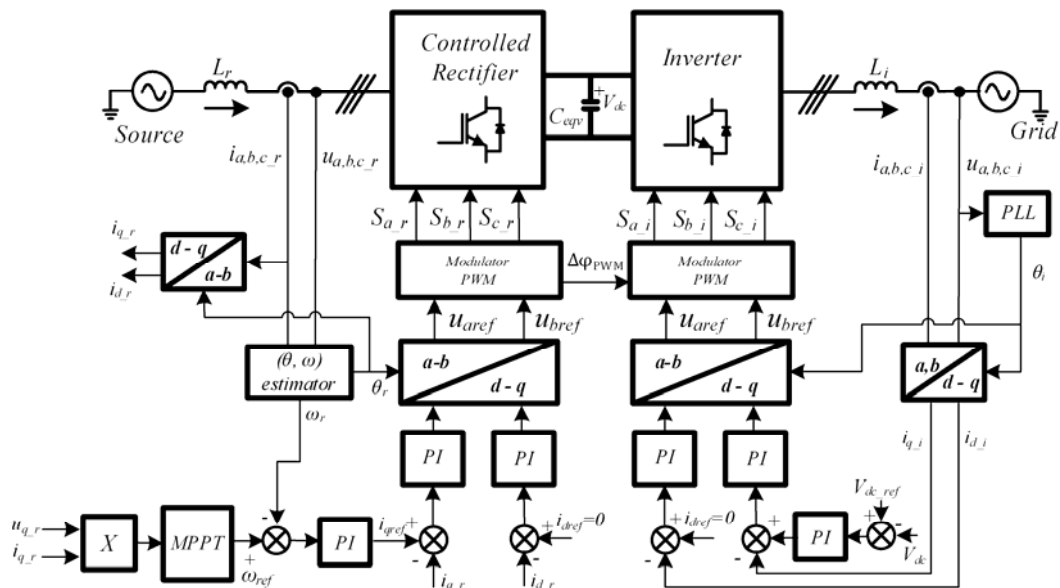 Controlled
Rectifier
Inverter
L_r
L_i
Source
Grid
+
V_dc
C_eqv
i_a,b,c_r
u_a,b,c_r
i_a,b,c_i
u_a,b,c_i
S_a_r
S_b_r
S_c_r
S_a_i
S_b_i
S_c_i
PLL
i_q_r
i_d_r
d - q
a-b
Modulator
PWM
Δφ_PWM
Modulator
PWM
θ_i
u_aref
u_bref
u_aref
u_bref
(θ, ω)
estimator
θ_r
a-b
d - q
a-b
d - q
a,b
d - q
ω_r
i_q_i
i_d_i
PI
PI
PI
PI
V_dc_ref
u_q_r
i_q_r
X
MPPT
-
+
ω_ref
PI
i_qref
+
-
i_q_r
+
i_dref=0
-
i_d_r
+
i_dref=0
-
+
-
PI
+
-
V_dc